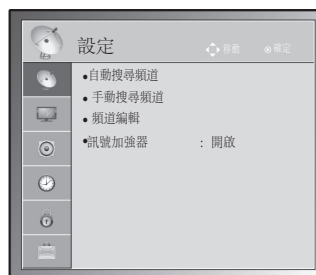 設定 移動 確定
•自動搜尋頻道
• 手動搜尋頻道
• 頻道編輯
•訊號加強器 : 開啟